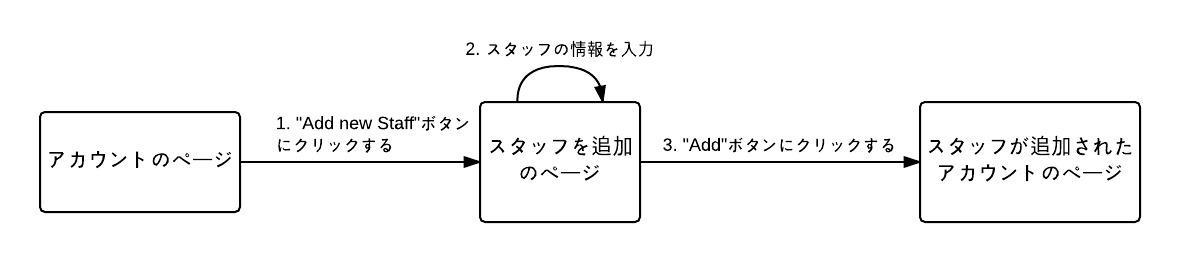 2. スタッフの情報を入力
1. "Add new Staff"ボタン
にクリックする
アカウントのページ
スタッフを追加
のページ
3. "Add"ボタンにクリックする
スタッフが追加された
アカウントのページ